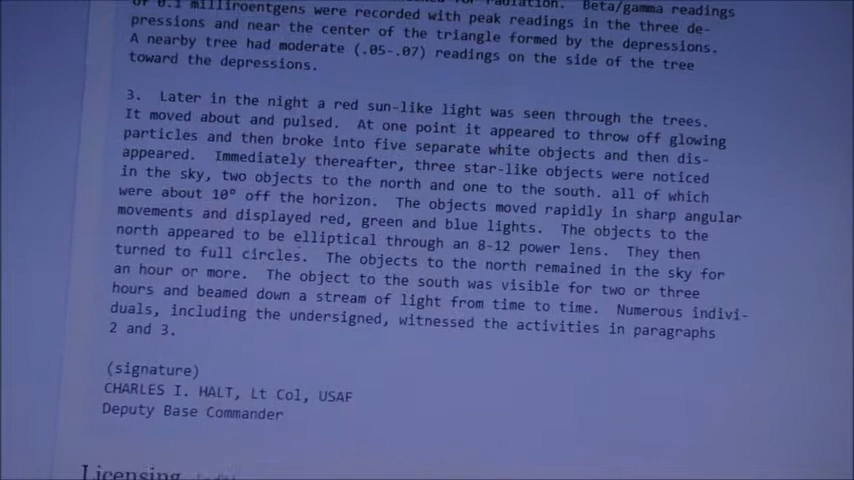 of 0.1 milliroentgens were recorded with peak readings in the three de-
pressions and near the center of the triangle formed by the depressions.
A nearby tree had moderate (.05-.07) readings on the side of the tree
toward the depressions.
3.  Later in the night a red sun-like light was seen through the trees.
It moved about and pulsed.  At one point it appeared to throw off glowing
particles and then broke into five separate white objects and then dis-
appeared.  Immediately thereafter, three star-like objects were noticed
in the sky, two objects to the north and one to the south. all of which
were about 10° off the horizon.  The objects moved rapidly in sharp angular
movements and displayed red, green and blue lights.  The objects to the
north appeared to be elliptical through an 8-12 power lens.  They then
turned to full circles.  The objects to the north remained in the sky for
an hour or more.  The object to the south was visible for two or three
hours and beamed down a stream of light from time to time.  Numerous indivi-
duals, including the undersigned, witnessed the activities in paragraphs
2 and 3.
(signature)
CHARLES I. HALT, Lt Col, USAF
Deputy Base Commander
Licensing